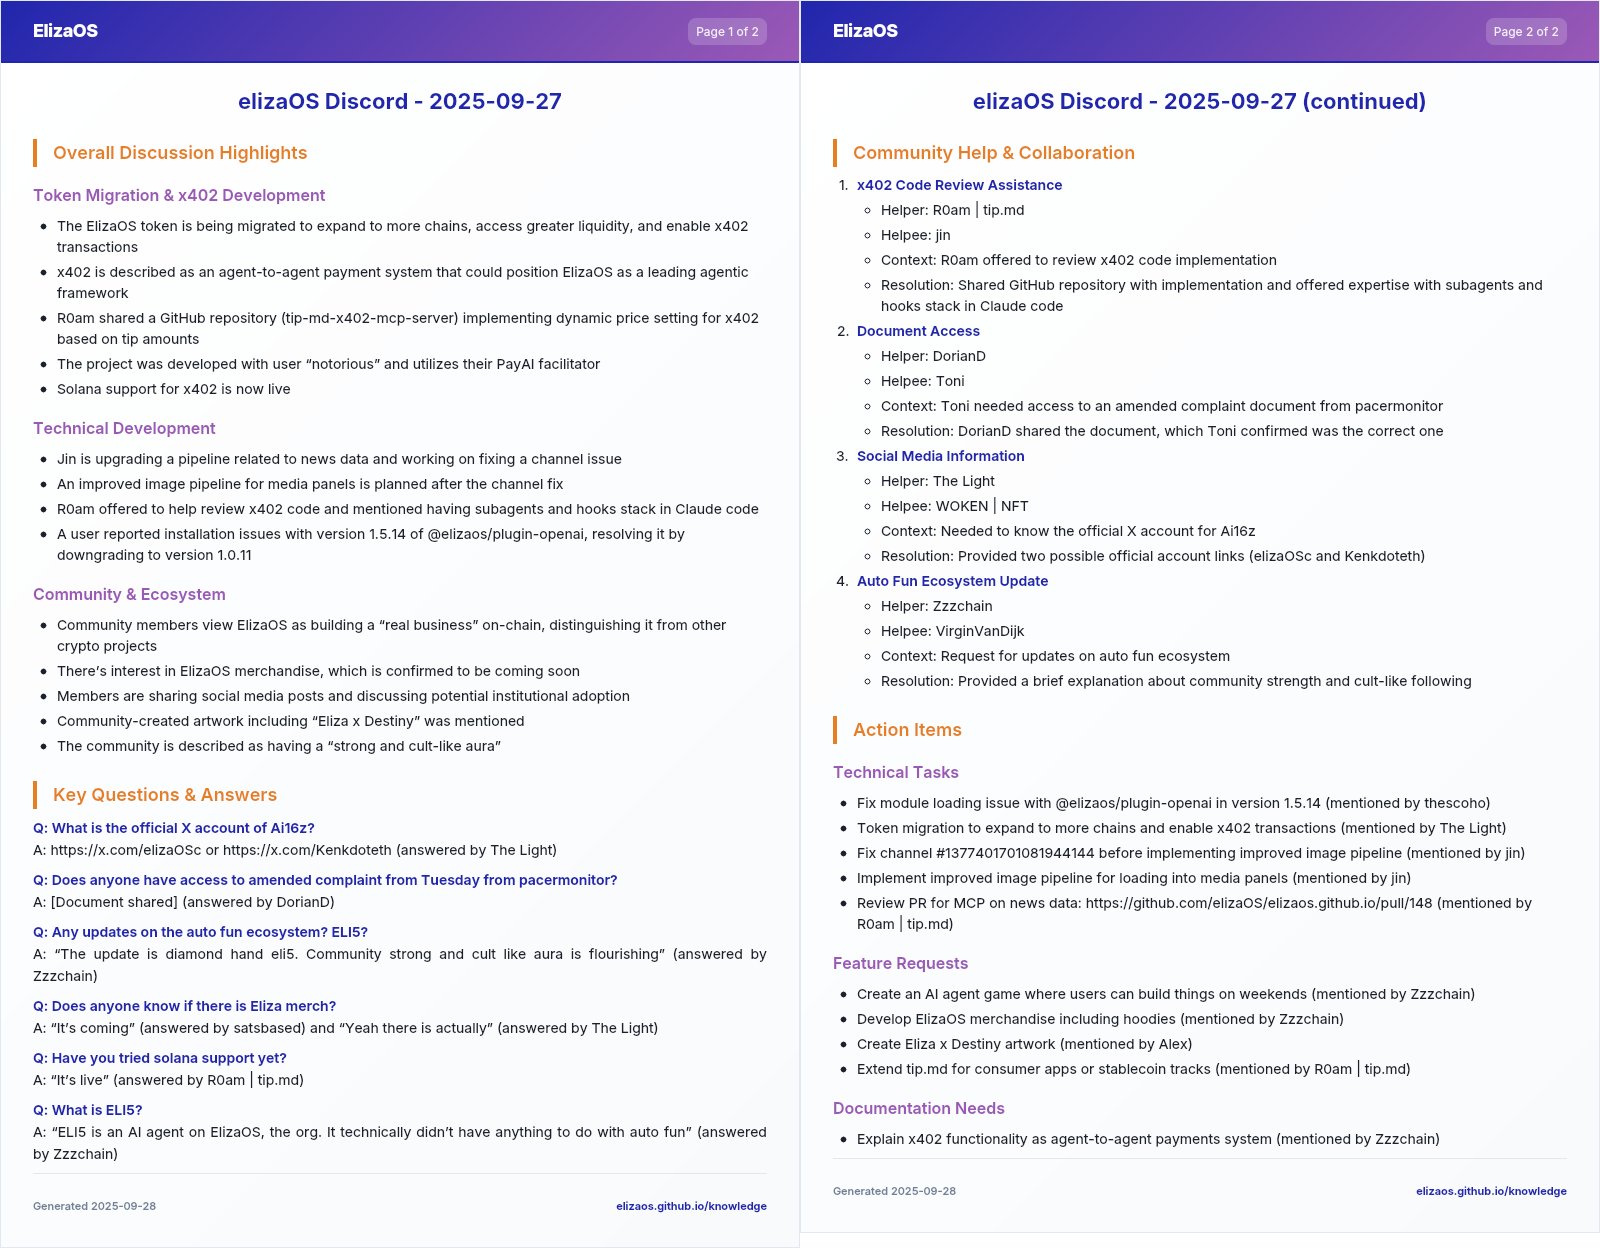 ElizaOS
Page 1 of 2
elizaOS Discord - 2025-09-27
Overall Discussion Highlights
Token Migration & x402 Development
• The ElizaOS token is being migrated to expand to more chains, access greater liquidity, and enable x402
transactions
• x402 is described as an agent-to-agent payment system that could position ElizaOS as a leading agentic
framework
• R0am shared a GitHub repository (tip-md-x402-mcp-server) implementing dynamic price setting for x402
based on tip amounts
• The project was developed with user “notorious” and utilizes their PayAI facilitator
• Solana support for x402 is now live
Technical Development
• Jin is upgrading a pipeline related to news data and working on fixing a channel issue
• An improved image pipeline for media panels is planned after the channel fix
• R0am offered to help review x402 code and mentioned having subagents and hooks stack in Claude code
• A user reported installation issues with version 1.5.14 of @elizaos/plugin-openai, resolving it by
downgrading to version 1.0.11
Community & Ecosystem
• Community members view ElizaOS as building a “real business” on-chain, distinguishing it from other
crypto projects
• There’s interest in ElizaOS merchandise, which is confirmed to be coming soon
• Members are sharing social media posts and discussing potential institutional adoption
• Community-created artwork including “Eliza x Destiny” was mentioned
• The community is described as having a “strong and cult-like aura”
Key Questions & Answers
Q: What is the official X account of Ai16z?
A: https://x.com/elizaOSc or https://x.com/Kenkdoteth (answered by The Light)
Q: Does anyone have access to amended complaint from Tuesday from pacermonitor?
A: [Document shared] (answered by DorianD)
Q: Any updates on the auto fun ecosystem? ELI5?
A: “The update is diamond hand eli5. Community strong and cult like aura is flourishing” (answered by
Zzzchain)
Q: Does anyone know if there is Eliza merch?
A: “It’s coming” (answered by satsbased) and “Yeah there is actually” (answered by The Light)
Q: Have you tried solana support yet?
A: “It’s live” (answered by R0am | tip.md)
Q: What is ELI5?
A: “ELI5 is an AI agent on ElizaOS, the org. It technically didn’t have anything to do with auto fun” (answered
by Zzzchain)
Generated 2025-09-28
elizaos.github.io/knowledge
ElizaOS
Page 2 of 2
elizaOS Discord - 2025-09-27 (continued)
Community Help & Collaboration
1. x402 Code Review Assistance
◦ Helper: R0am | tip.md
◦ Helpee: jin
◦ Context: R0am offered to review x402 code implementation
◦ Resolution: Shared GitHub repository with implementation and offered expertise with subagents and
hooks stack in Claude code
2. Document Access
◦ Helper: DorianD
◦ Helpee: Toni
◦ Context: Toni needed access to an amended complaint document from pacermonitor
◦ Resolution: DorianD shared the document, which Toni confirmed was the correct one
3. Social Media Information
◦ Helper: The Light
◦ Helpee: WOKEN | NFT
◦ Context: Needed to know the official X account for Ai16z
◦ Resolution: Provided two possible official account links (elizaOSc and Kenkdoteth)
4. Auto Fun Ecosystem Update
◦ Helper: Zzzchain
◦ Helpee: VirginVanDijk
◦ Context: Request for updates on auto fun ecosystem
◦ Resolution: Provided a brief explanation about community strength and cult-like following
Action Items
Technical Tasks
• Fix module loading issue with @elizaos/plugin-openai in version 1.5.14 (mentioned by thescoho)
• Token migration to expand to more chains and enable x402 transactions (mentioned by The Light)
• Fix channel #1377401701081944144 before implementing improved image pipeline (mentioned by jin)
• Implement improved image pipeline for loading into media panels (mentioned by jin)
• Review PR for MCP on news data: https://github.com/elizaOS/elizaos.github.io/pull/148 (mentioned by
R0am | tip.md)
Feature Requests
• Create an AI agent game where users can build things on weekends (mentioned by Zzzchain)
• Develop ElizaOS merchandise including hoodies (mentioned by Zzzchain)
• Create Eliza x Destiny artwork (mentioned by Alex)
• Extend tip.md for consumer apps or stablecoin tracks (mentioned by R0am | tip.md)
Documentation Needs
• Explain x402 functionality as agent-to-agent payments system (mentioned by Zzzchain)
Generated 2025-09-28
elizaos.github.io/knowledge